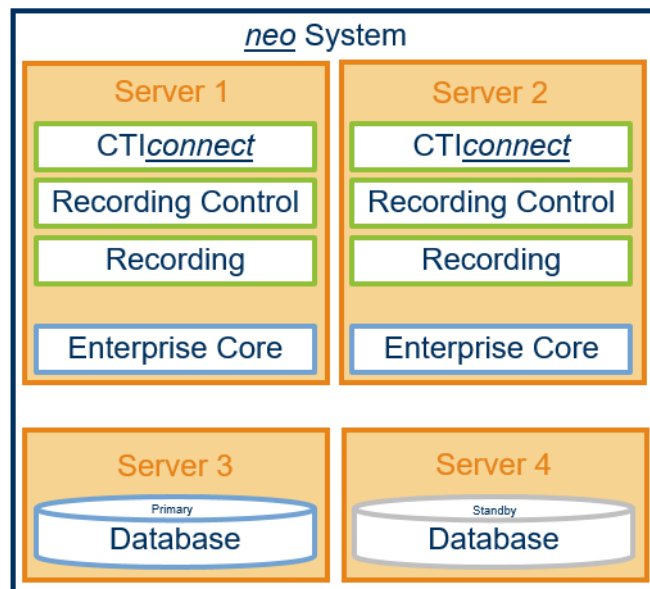 neo System
Server 1
CTIconnect
Recording Control
Recording
Enterprise Core
Server 2
CTIconnect
Recording Control
Recording
Enterprise Core
Server 3
Primary
Database
Server 4
Standby
Database